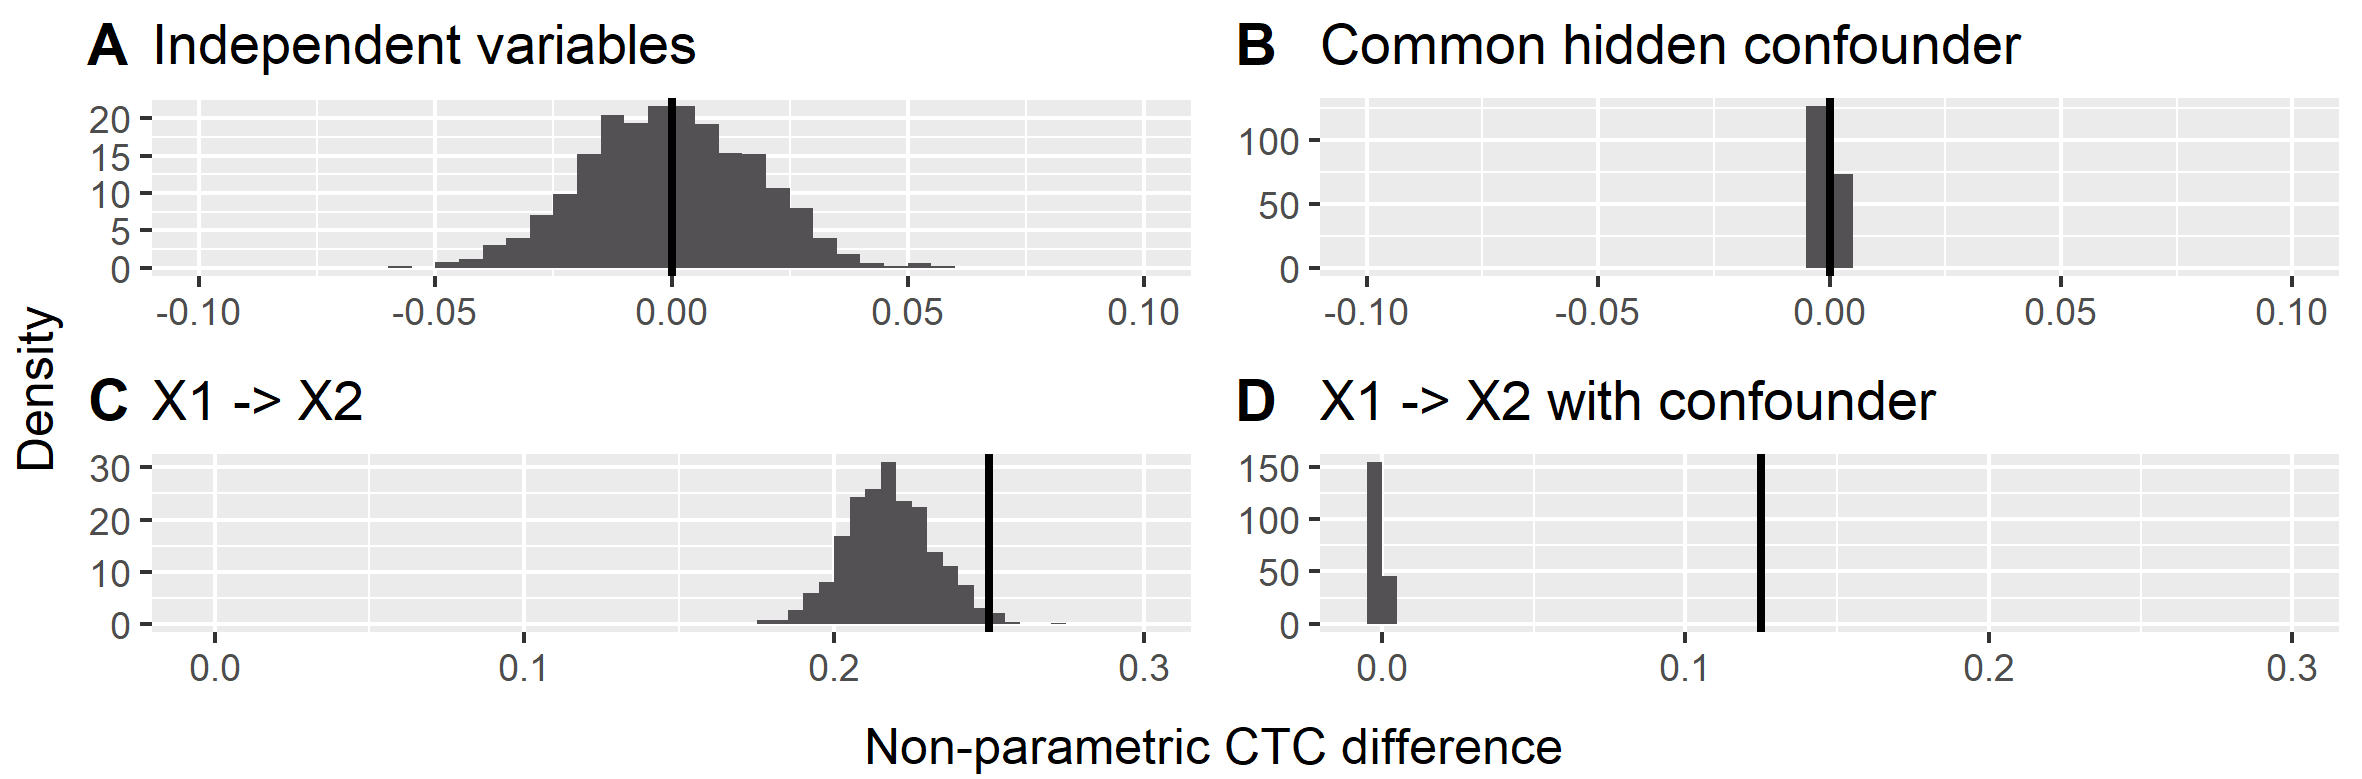 A Independent variables
20
15
10
5
0
-0.10 -0.05 0.00 0.05 0.10
B Common hidden confounder
100
50
0
-0.10 -0.05 0.00 0.05 0.10
Density
C X1 -> X2
30
20
10
0
0.0 0.1 0.2 0.3
D X1 -> X2 with confounder
150
100
50
0
0.0 0.1 0.2 0.3
Non-parametric CTC difference